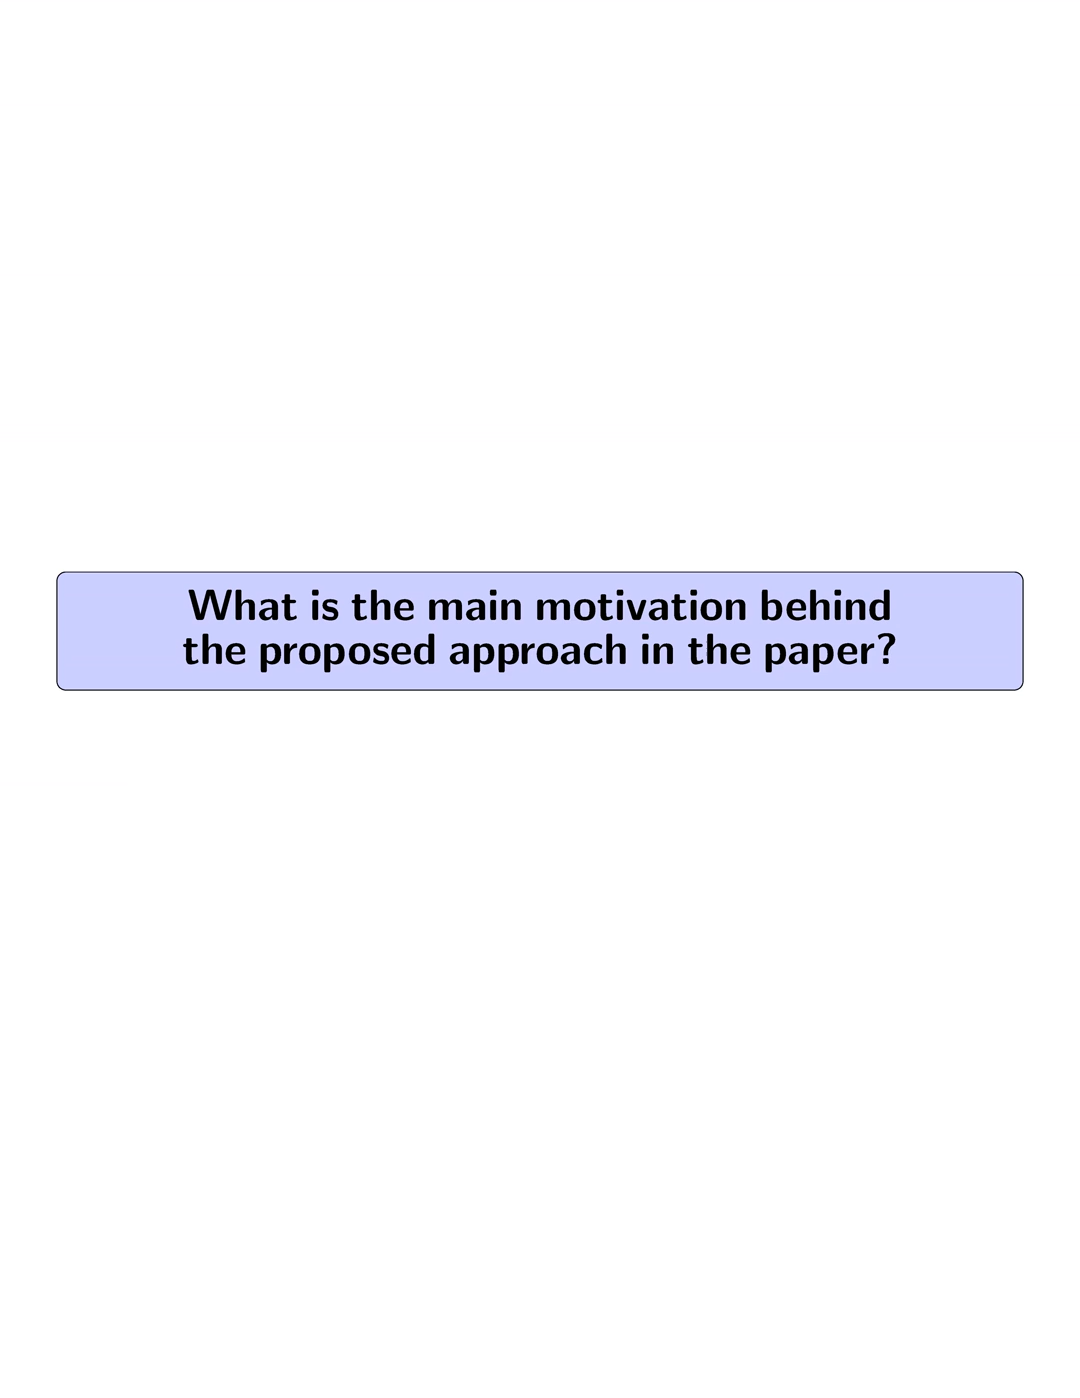 What is the main motivation behind
the proposed approach in the paper?